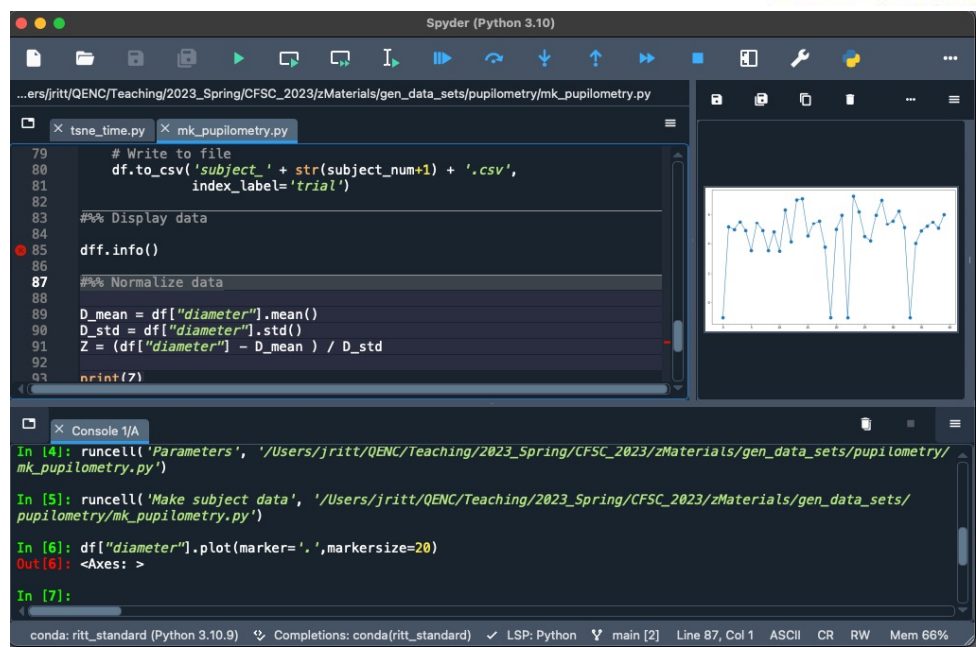 Spyder (Python 3.10)
...ers/jritt/QENC/Teaching/2023_Spring/CFSC_2023/zMaterials/gen_data_sets/pupilometry/mk_pupilometry.py
tsne_time.py mk_pupilometry.py
79 # Write to file
80 df.to_csv('subject_' + str(subject_num+1) + '.csv',
81 index_label='trial')
82
83 #%% Display data
84
85 dff.info()
86
87 #%% Normalize data
88
89 D_mean = df["diameter"].mean()
90 D_std = df["diameter"].std()
91 Z = (df["diameter"] - D_mean ) / D_std
92
93 print(Z)
Console 1/A
In [4]: runcell('Parameters', '/Users/jritt/QENC/Teaching/2023_Spring/CFSC_2023/zMaterials/gen_data_sets/pupilometry/
mk_pupilometry.py')
In [5]: runcell('Make subject data', '/Users/jritt/QENC/Teaching/2023_Spring/CFSC_2023/zMaterials/gen_data_sets/
pupilometry/mk_pupilometry.py')
In [6]: df["diameter"].plot(marker='.',markersize=20)
Out[6]: <Axes: >
In [7]:
conda: ritt_standard (Python 3.10.9) Completions: conda(ritt_standard) ✓ LSP: Python main [2] Line 87, Col 1 ASCII CR RW Mem 66%